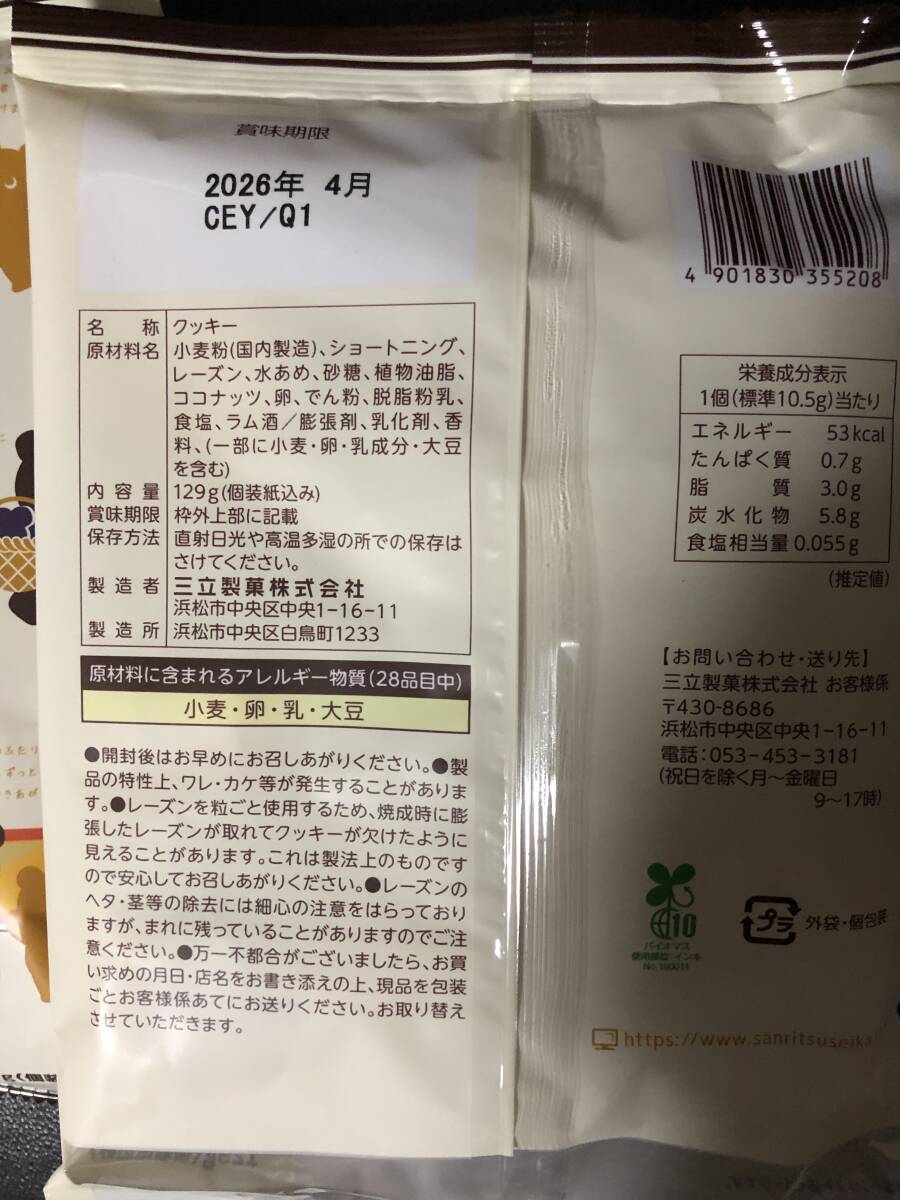 賞味期限
2026年 4月
CEY/Q1
名称 クッキー
原材料名 小麦粉(国内製造)、ショートニング、
レーズン、水あめ、砂糖、植物油脂、
ココナッツ、卵、でん粉、脱脂粉乳、
食塩、ラム酒/膨張剤、乳化剤、香
料、(一部に小麦・卵・乳成分・大豆
を含む)
内容量 129g(個装紙込み)
賞味期限 枠外上部に記載
保存方法 直射日光や高温多湿の所での保存は
さけてください。
製造者 三立製菓株式会社
浜松市中央区中央1-16-11
製造所 浜松市中央区白鳥町1233
原材料に含まれるアレルギー物質(28品目中)
小麦・卵・乳・大豆
●開封後はお早めにお召しあがりください。●製
品の特性上、ワレ・カケ等が発生することがありま
す。●レーズンを粒ごと使用するため、焼成時に膨
張したレーズンが取れてクッキーが欠けたように
見えることがあります。これは製法上のものです
ので安心してお召しあがりください。●レーズンの
ヘタ・茎等の除去には細心の注意をはらっており
ますが、まれに残っていることがありますのでご注
意ください。●万一不都合がございましたら、お買
い求めの月日・店名をお書き添えの上、現品を包装
ごとお客様係あてにお送りください。お取り替え
させていただきます。
4 901830 355208
栄養成分表示
1個(標準10.5g)当たり
エネルギー 53kcal
たんぱく質 0.7g
脂質 3.0g
炭水化物 5.8g
食塩相当量 0.055g
(推定値)
【お問い合わせ・送り先】
三立製菓株式会社 お客様係
〒430-8686
浜松市中央区中央1-16-11
電話:053-453-3181
(祝日を除く月〜金曜日
9〜17時)
10
バイオマス
使用部位:インキ
No.160011
プラ 外袋・個包装
https://www.sanritsuseika